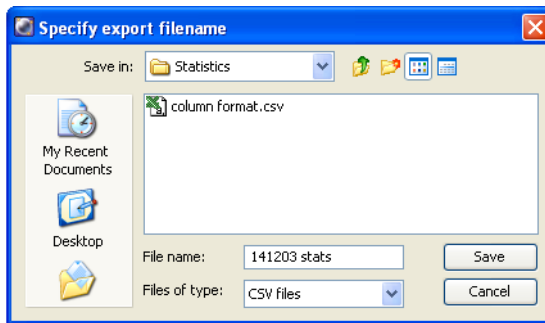 Specify export filename
Save in: Statistics
column format.csv
My Recent
Documents
Desktop
File name: 141203 stats Save
Files of type: CSV files Cancel